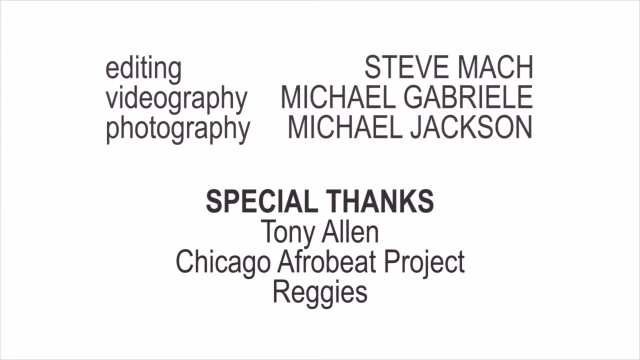 editing STEVE MACH
videography MICHAEL GABRIELE
photography MICHAEL JACKSON
SPECIAL THANKS
Tony Allen
Chicago Afrobeat Project
Reggies